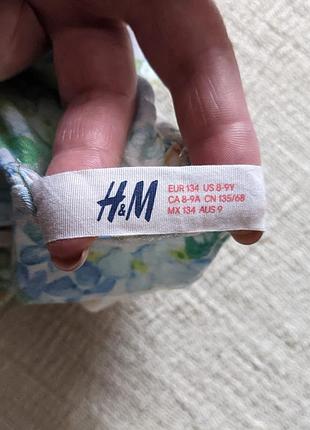 H&M
EUR 134 US 8-9Y
CA 8-9A CN 135/68
MX 134 AUS 9